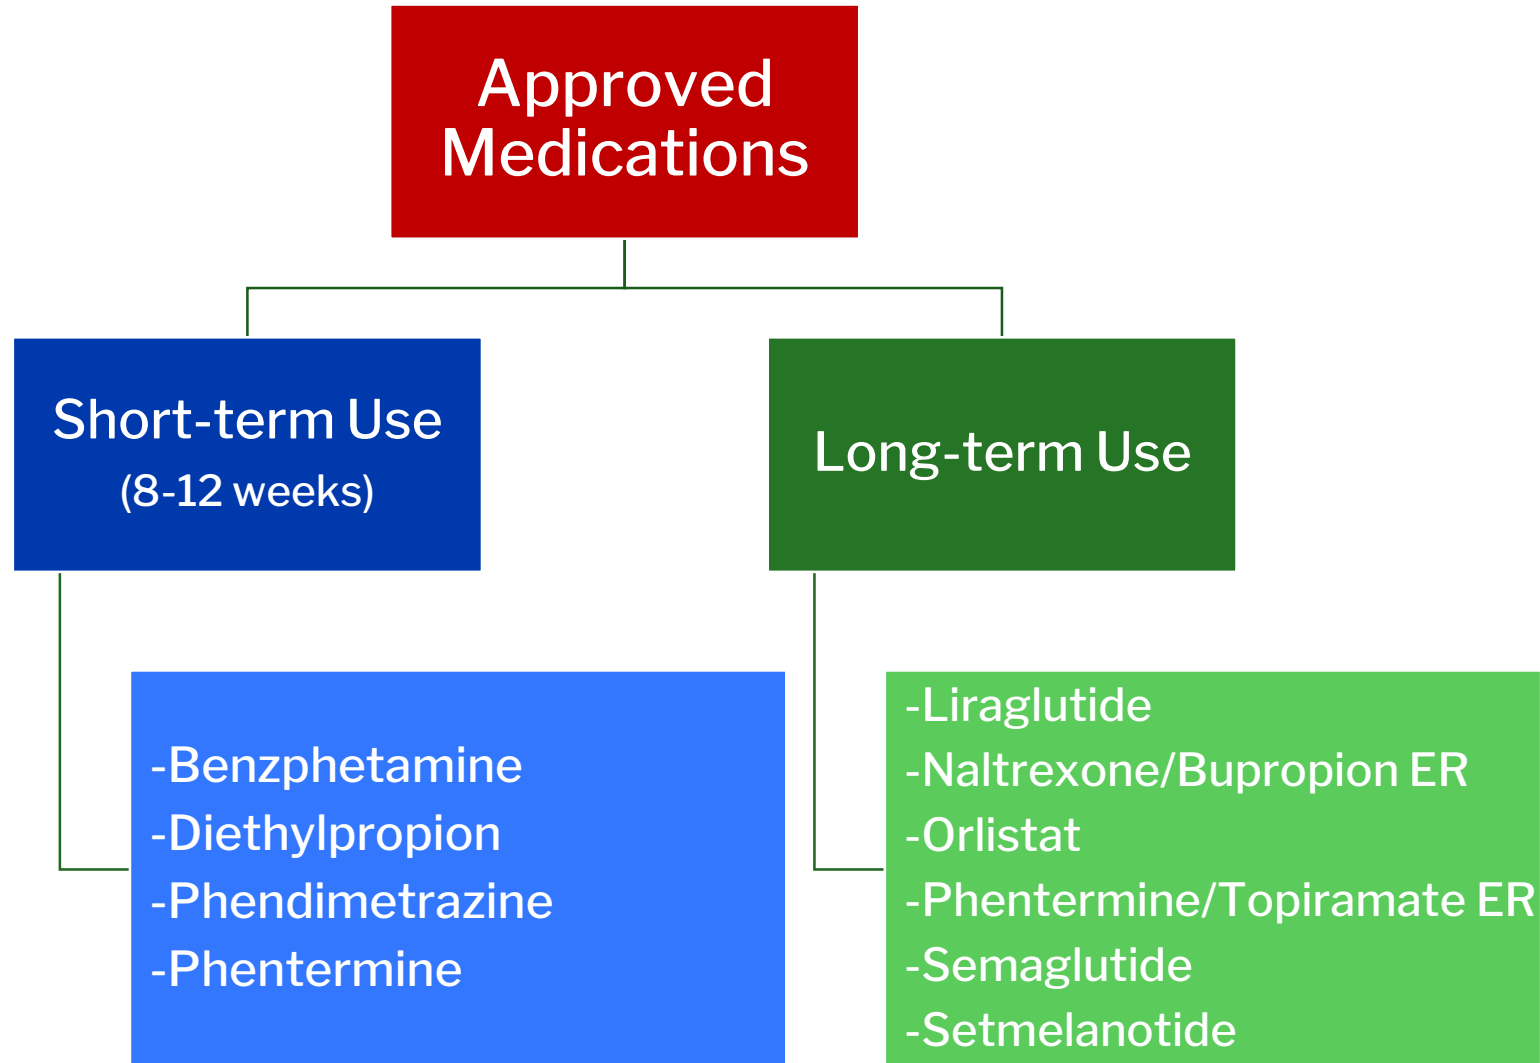 Approved
Medications
Short-term Use
(8-12 weeks)
Long-term Use
-Benzphetamine
-Diethylpropion
-Phendimetrazine
-Phentermine
-Liraglutide
-Naltrexone/Bupropion ER
-Orlistat
-Phentermine/Topiramate ER
-Semaglutide
-Setmelanotide